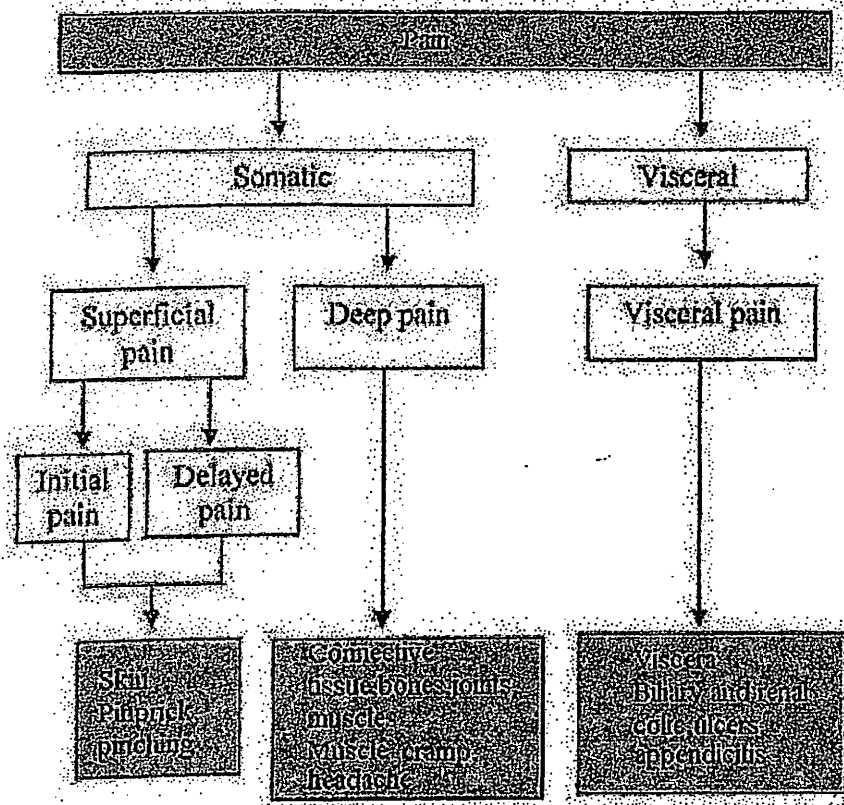 Pain
Somatic
Visceral
Superficial
pain
Deep pain
Visceral pain
Initial
pain
Delayed
pain
Skin
Pinprick,
pinching
Connective
tissue, bones, joints,
muscles
Muscle cramp,
headache
Viscera
Biliary and renal
colic, ulcers,
appendicitis